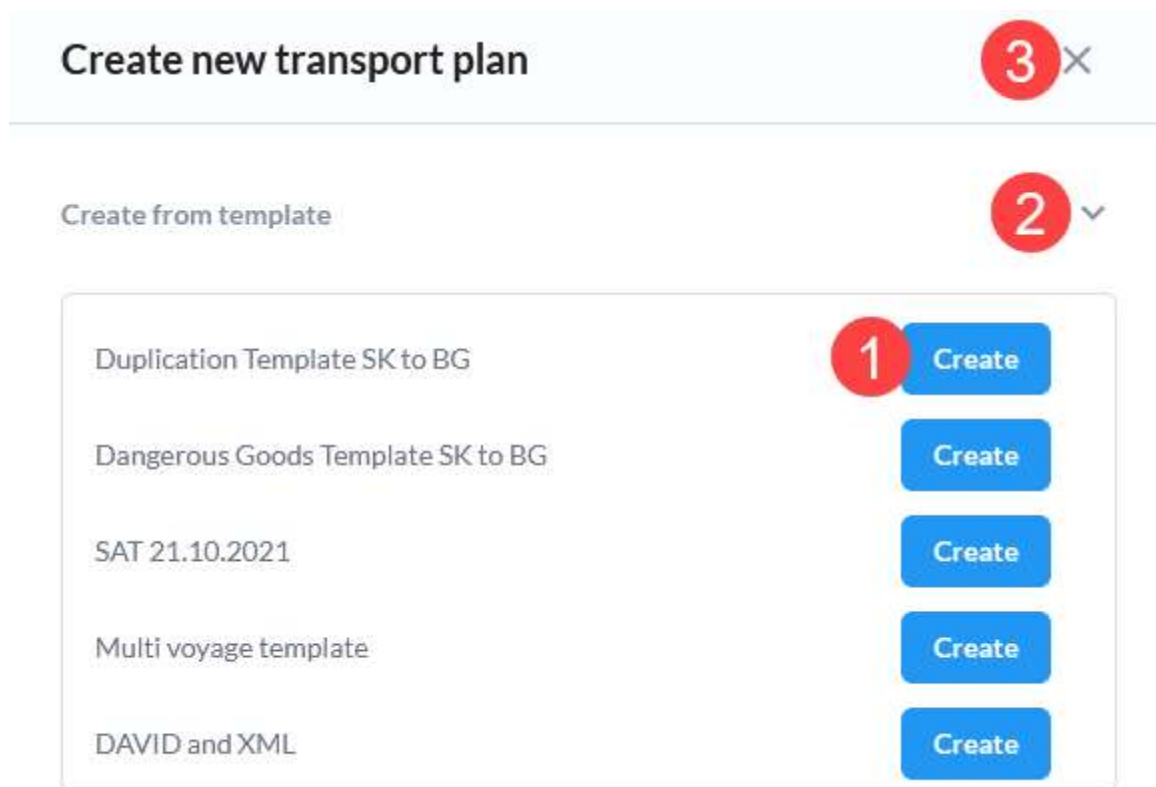 Create new transport plan 3
Create from template 2
Duplication Template SK to BG 1 Create
Dangerous Goods Template SK to BG Create
SAT 21.10.2021 Create
Multi voyage template Create
DAVID and XML Create